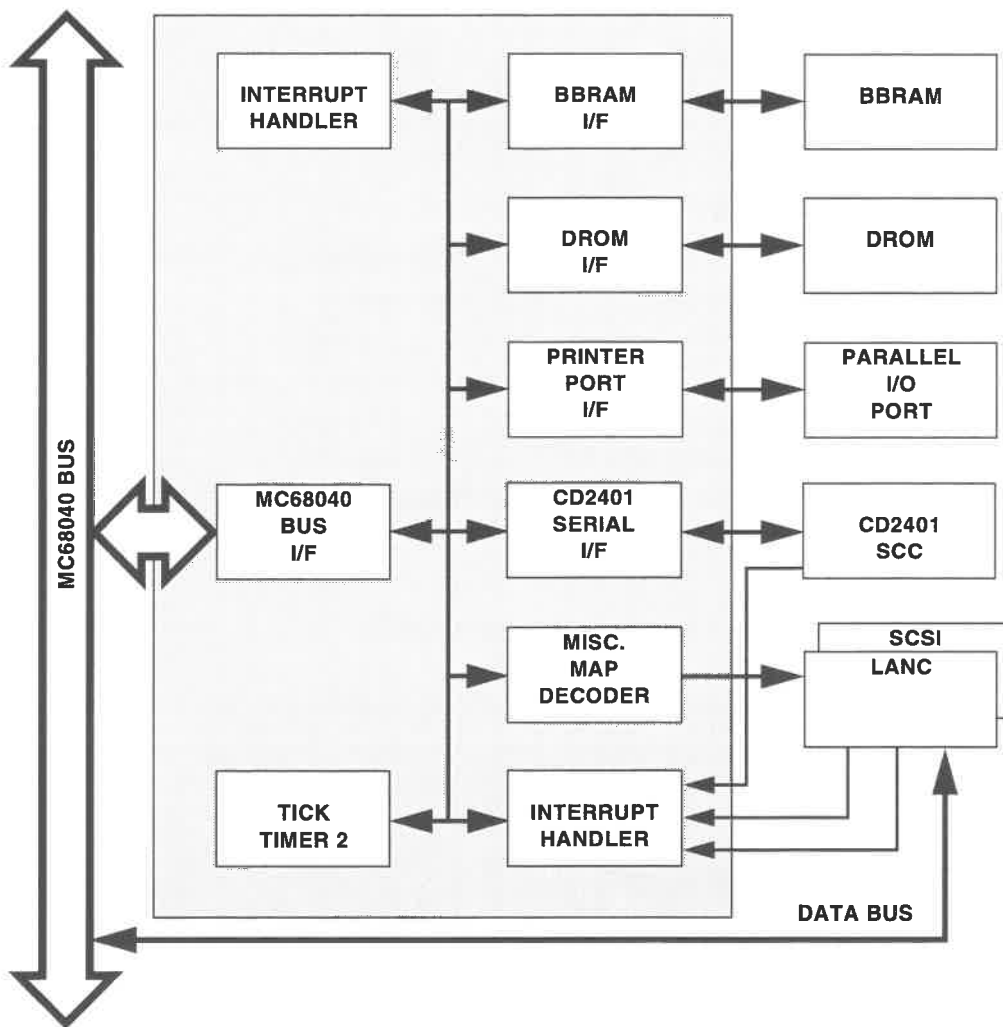 INTERRUPT
HANDLER
BBRAM
I/F
BBRAM
DROM
I/F
DROM
PRINTER
PORT
I/F
PARALLEL
I/O
PORT
MC68040 BUS
MC68040
BUS
I/F
CD2401
SERIAL
I/F
CD2401
SCC
MISC.
MAP
DECODER
SCSI
LANC
TICK
TIMER 2
INTERRUPT
HANDLER
DATA BUS